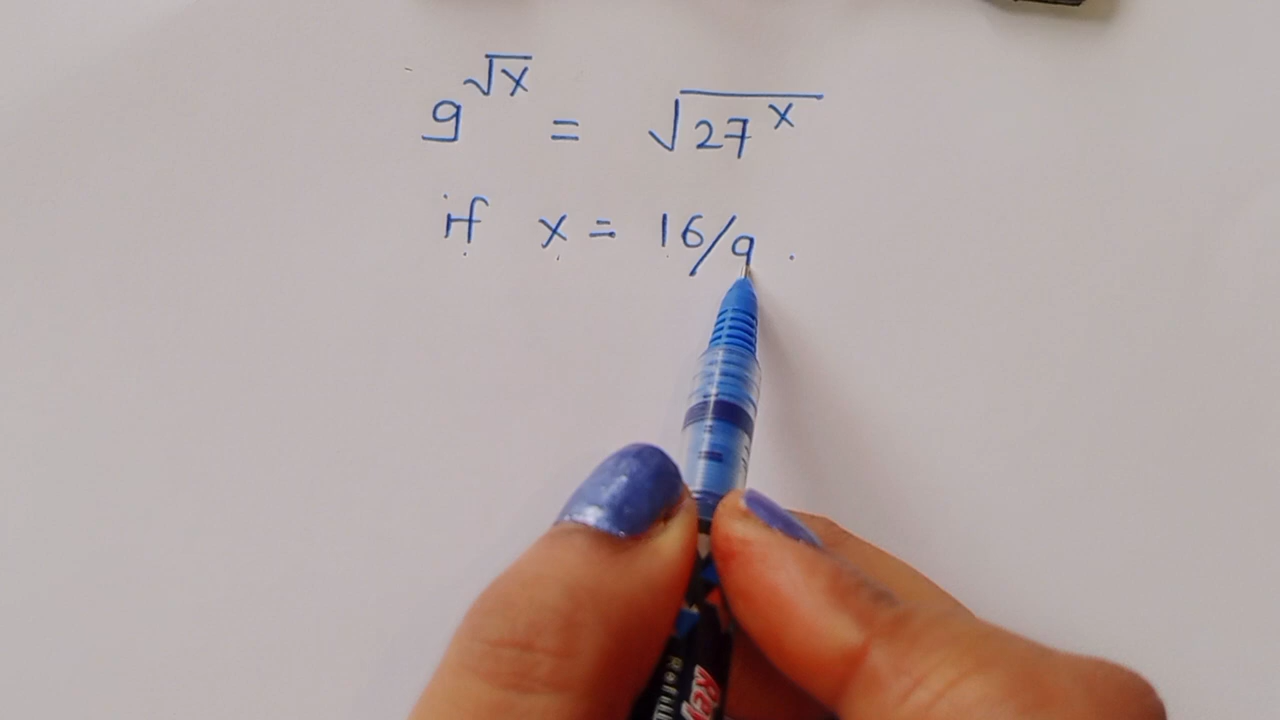 9^√x = √27^x
if x = 16/9.